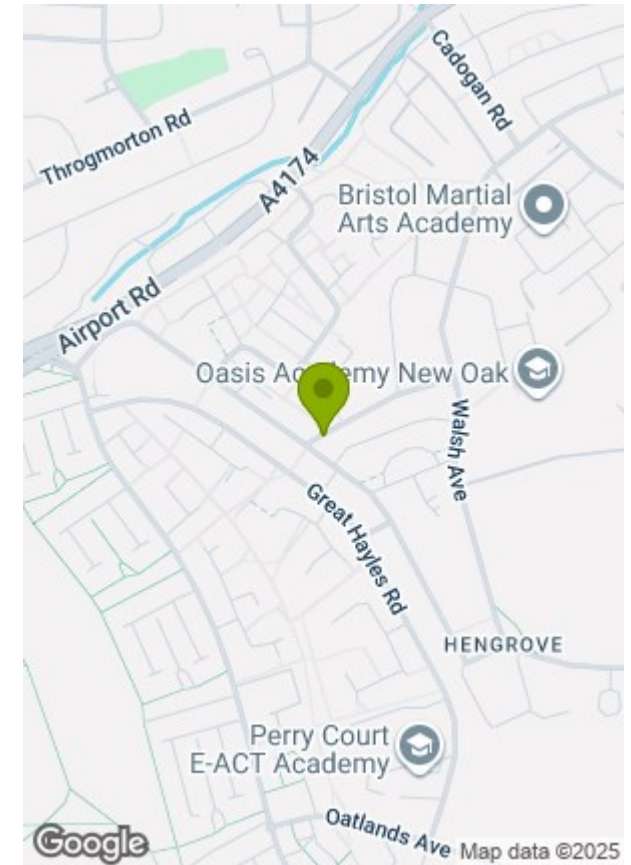 Cadogan Rd
Throgmorton Rd
A4174
Bristol Martial
Arts Academy
Airport Rd
Oasis Academy New Oak
Walsh Ave
Great Hayles Rd
HENGROVE
Perry Court
E-ACT Academy
Oatlands Ave
Google
Map data ©2025